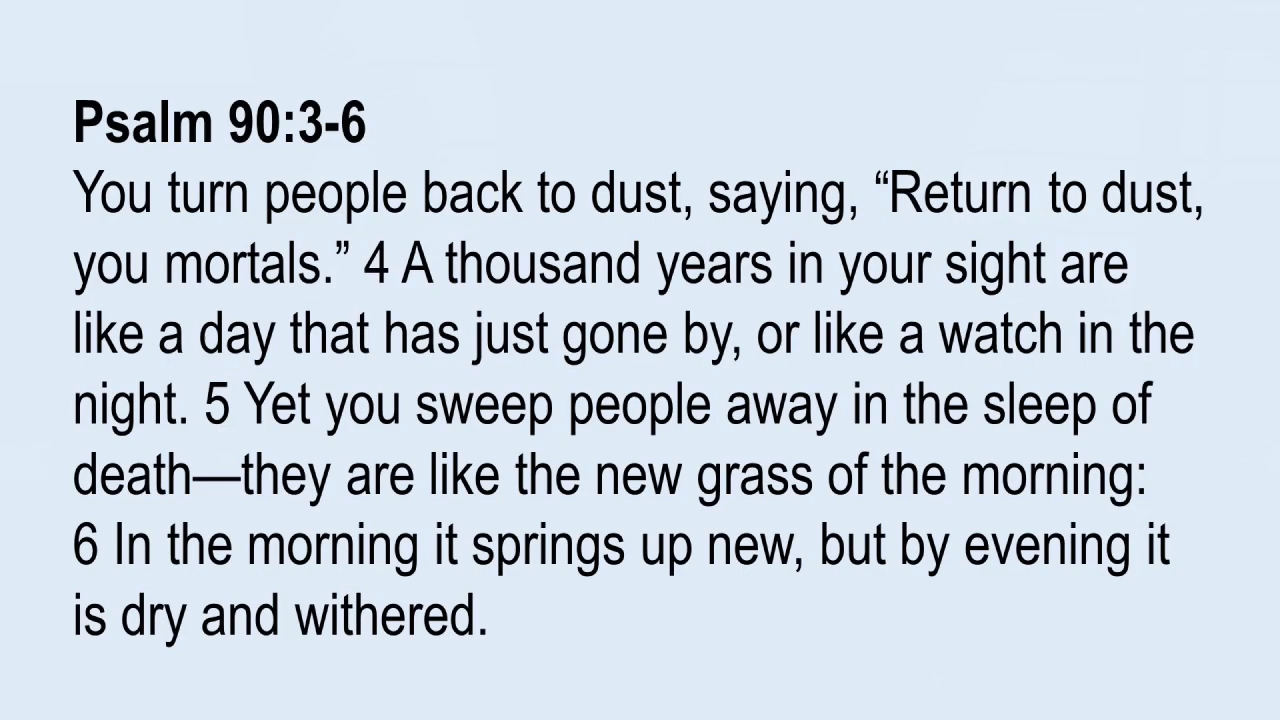 Psalm 90:3-6
You turn people back to dust, saying, “Return to dust,
you mortals.” 4 A thousand years in your sight are
like a day that has just gone by, or like a watch in the
night. 5 Yet you sweep people away in the sleep of
death—they are like the new grass of the morning:
6 In the morning it springs up new, but by evening it
is dry and withered.